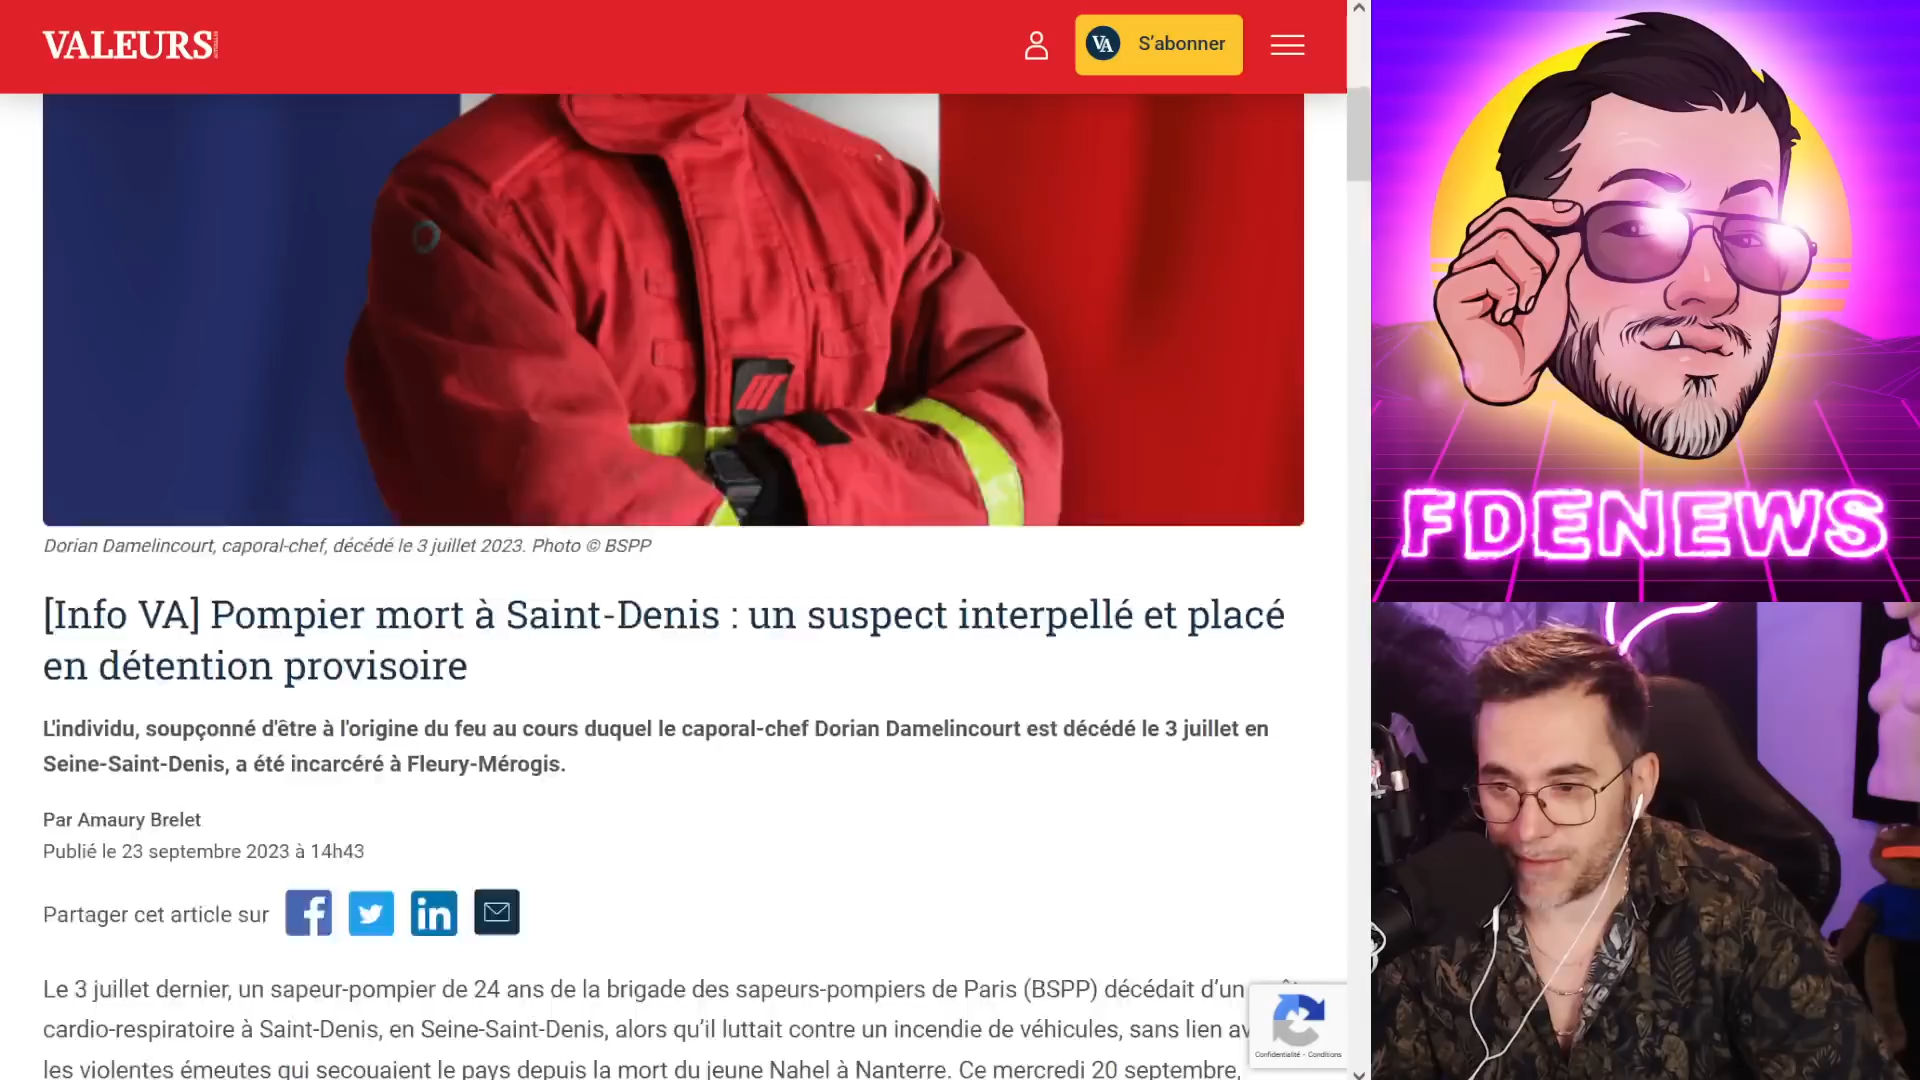 VALEURS
VA S'abonner
Dorian Damelincourt, caporal-chef, décédé le 3 juillet 2023. Photo © BSPP
[Info VA] Pompier mort à Saint-Denis : un suspect interpellé et placé
en détention provisoire
L'individu, soupçonné d'être à l'origine du feu au cours duquel le caporal-chef Dorian Damelincourt est décédé le 3 juillet en
Seine-Saint-Denis, a été incarcéré à Fleury-Mérogis.
Par Amaury Brelet
Publié le 23 septembre 2023 à 14h43
Partager cet article sur
Le 3 juillet dernier, un sapeur-pompier de 24 ans de la brigade des sapeurs-pompiers de Paris (BSPP) décédait d'un
cardio-respiratoire à Saint-Denis, en Seine-Saint-Denis, alors qu'il luttait contre un incendie de véhicules, sans lien
les violentes émeutes qui secouaient le pays depuis la mort du jeune Nahel à Nanterre. Ce mercredi 20 septembre,
Confidentialité - Conditions
FDENEWS